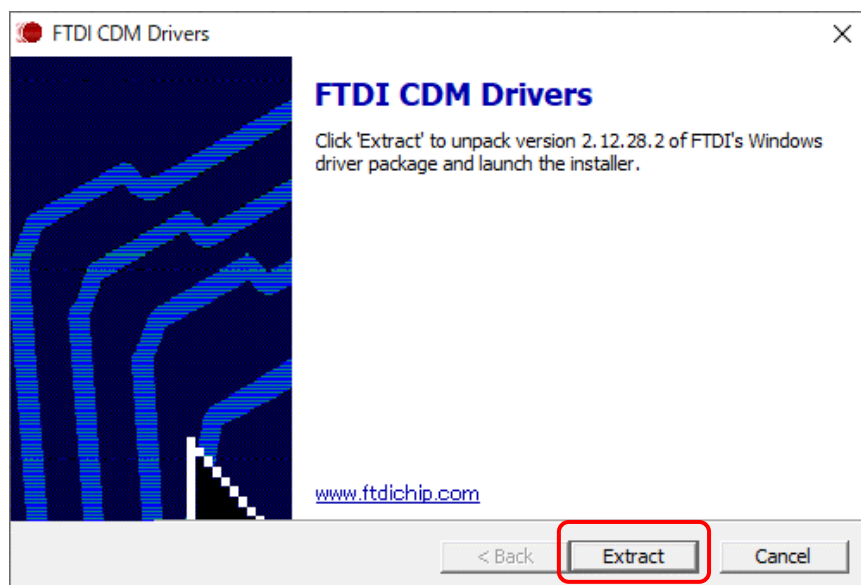 FTDI CDM Drivers
FTDI CDM Drivers
Click 'Extract' to unpack version 2.12.28.2 of FTDI's Windows
driver package and launch the installer.
www.ftdichip.com
< Back
Extract
Cancel